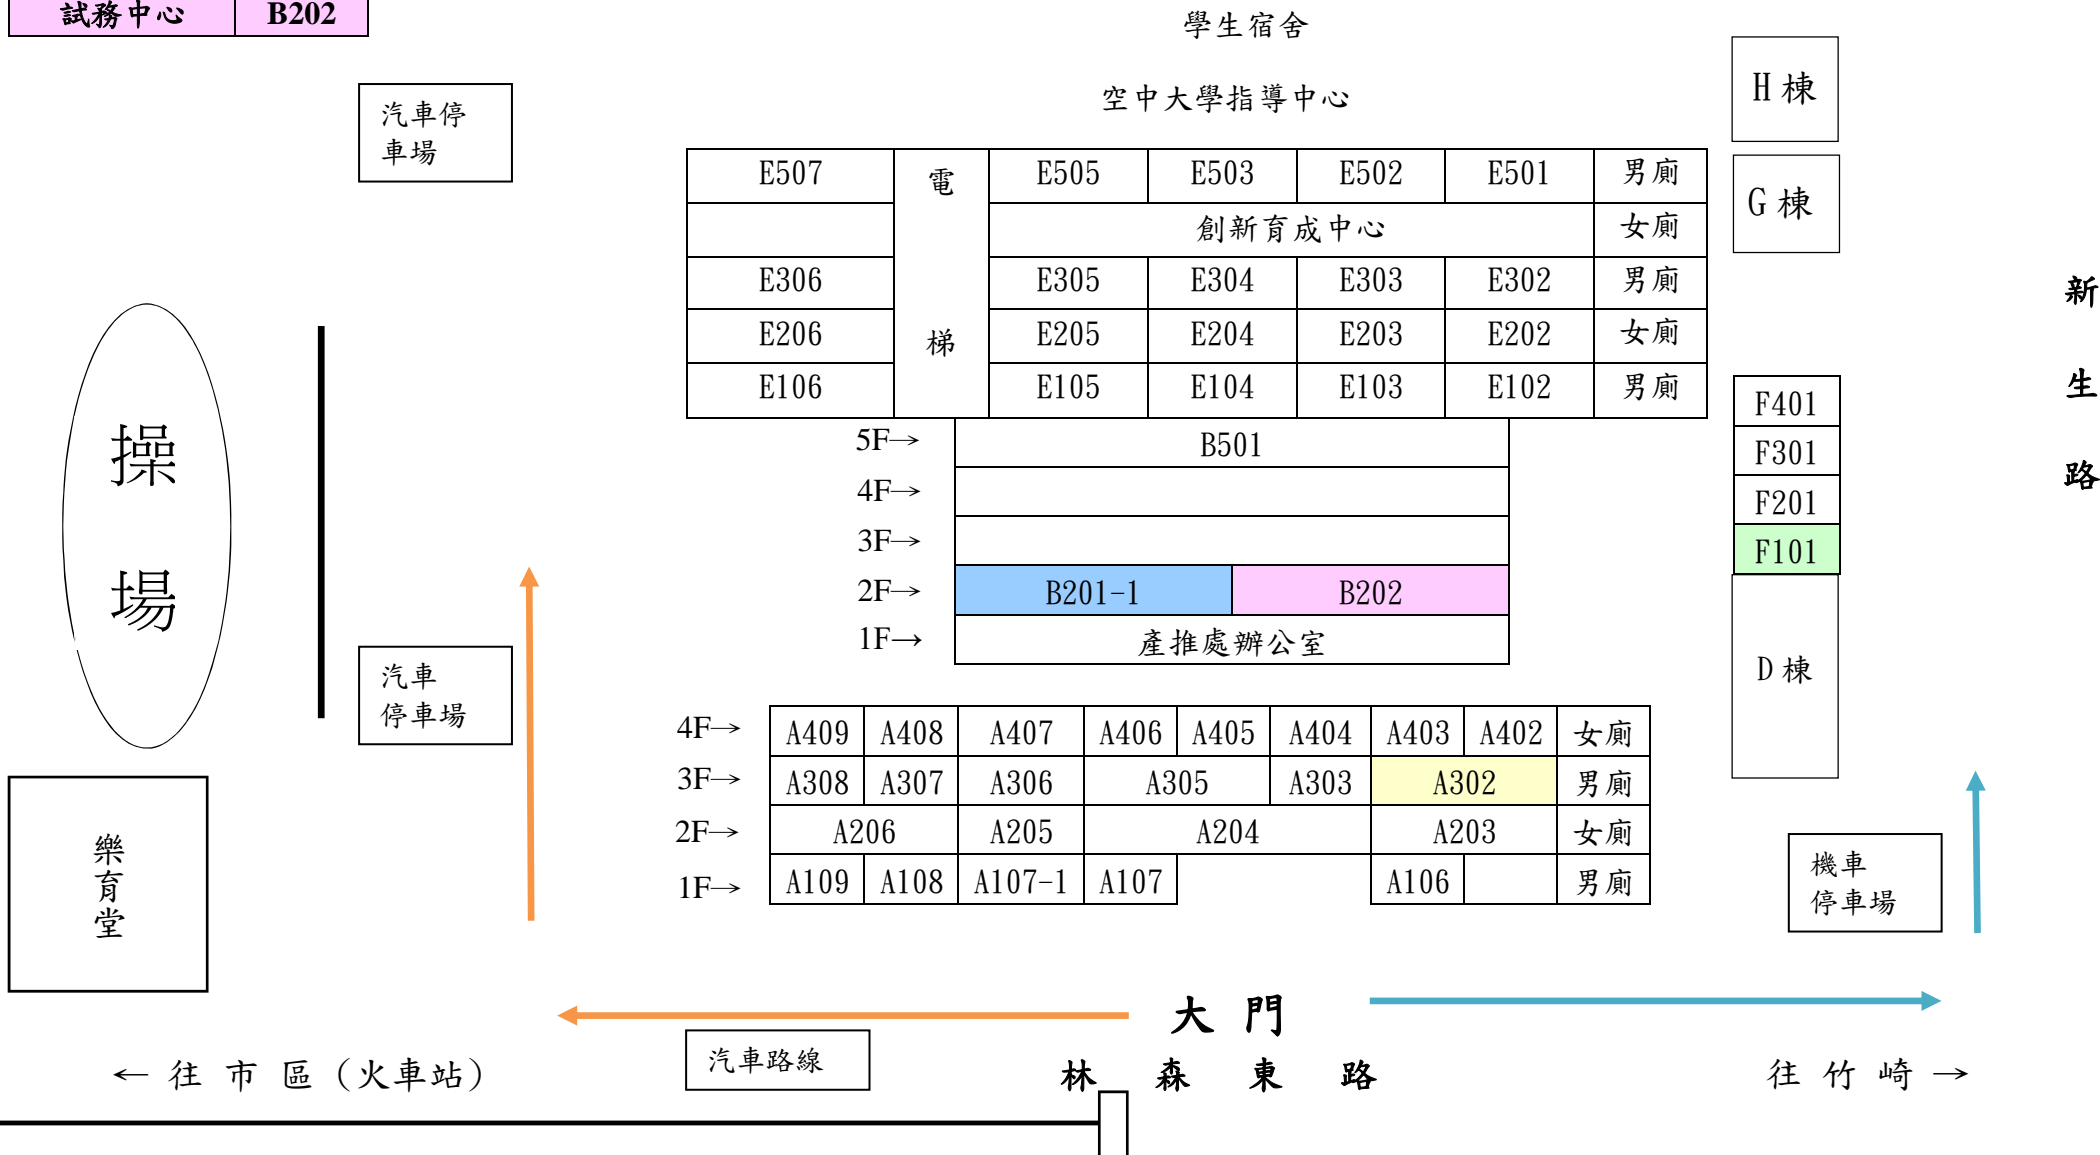 試務中心 B202
學生宿舍
H棟
汽車停
車場
空中大學指導中心
E507 電 E505 E503 E502 E501 男廁
G棟
創新育成中心 女廁
新
E306 E305 E304 E303 E302 男廁
E206 梯 E205 E204 E203 E202 女廁
E106 E105 E104 E103 E102 男廁
生
F401
操
5F→ B501
F301
路
4F→
F201
3F→
F101
場
2F→ B201-1 B202
1F→ 產推處辦公室
汽車
停車場
D棟
4F→ A409 A408 A407 A406 A405 A404 A403 A402 女廁
3F→ A308 A307 A306 A305 A303 A302 男廁
2F→ A206 A205 A204 A203 女廁
1F→ A109 A108 A107-1 A107 A106 男廁
樂育堂
機車
停車場
大門
汽車路線
←往市區(火車站)
林森東路
往竹崎→